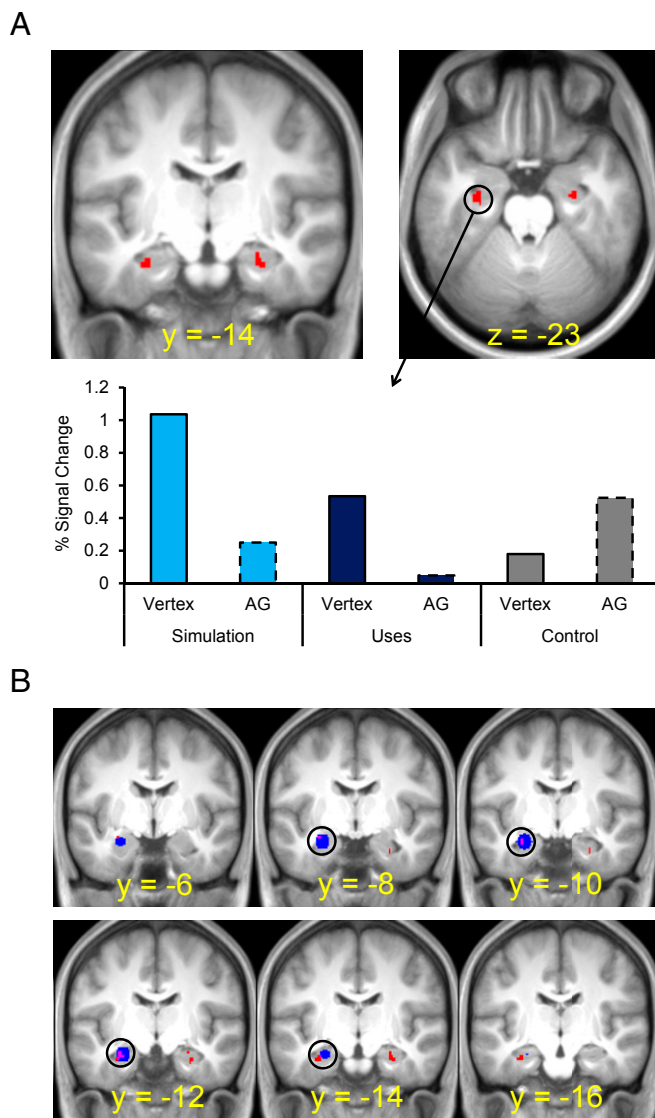 A
y = -14
z = -23
1.2
1
0.8
0.6
0.4
0.2
0
% Signal Change
Vertex AG Vertex AG Vertex AG
Simulation Uses Control
B
y = -6 y = -8 y = -10
y = -12 y = -14 y = -16